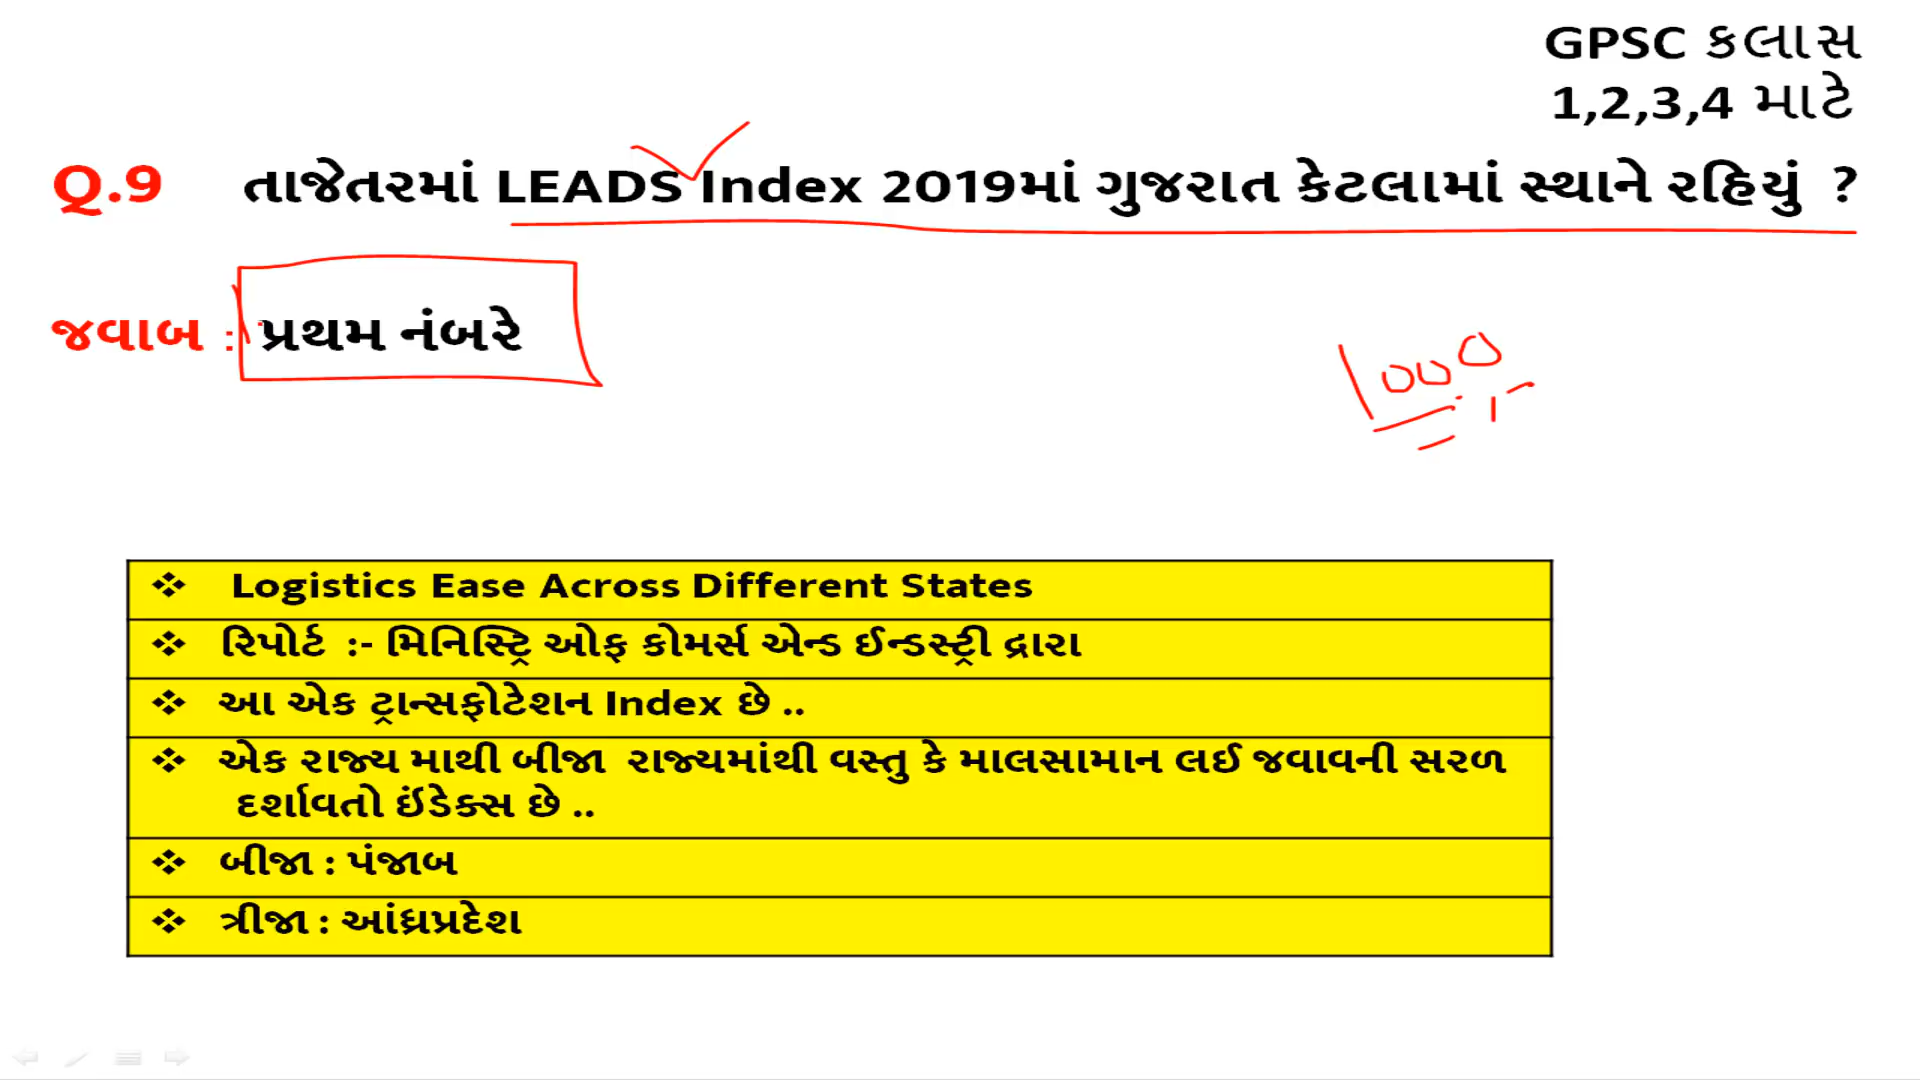 GPSC કલાસ
1,2,3,4 માટે
Q.9 તાજેતરમાં LEADS Index 2019માં ગુજરાત કેટલામાં સ્થાને રહિયું ?
જવાબ : પ્રથમ નંબરે
1000
❖ Logistics Ease Across Different States
❖ રિપોર્ટ :- મિનિસ્ટ્રિ ઓફ કોમર્સ એન્ડ ઈન્ડસ્ટ્રી દ્રારા
❖ આ એક ટ્રાન્સફોટેશન Index છે ..
❖ એક રાજ્ય માથી બીજા રાજ્યમાંથી વસ્તુ કે માલસામાન લઈ જવાવની સરળ
દર્શાવતો ઇંડેક્સ છે ..
❖ બીજા : પંજાબ
❖ ત્રીજા : આંધ્રપ્રદેશ